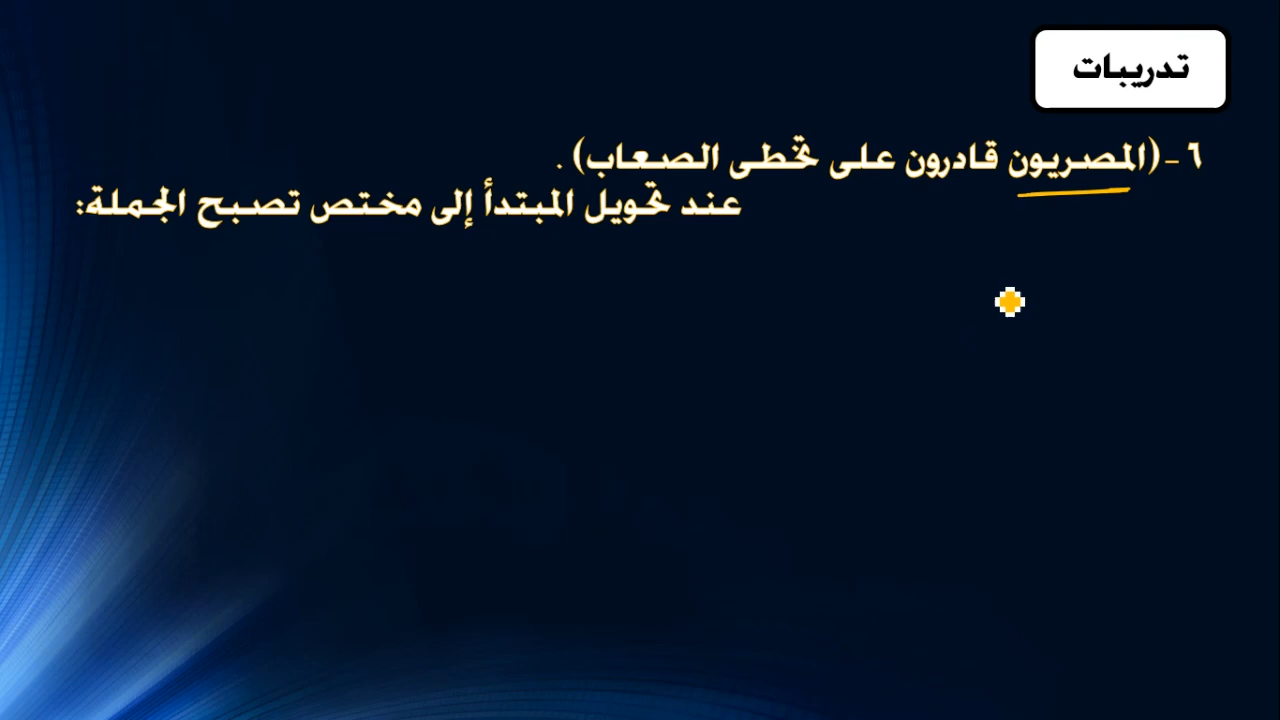 تدريبات
٦ - (المصريون قادرون على تخطى الصعاب) .
عند تحويل المبتدأ إلى مختص تصبح الجملة: